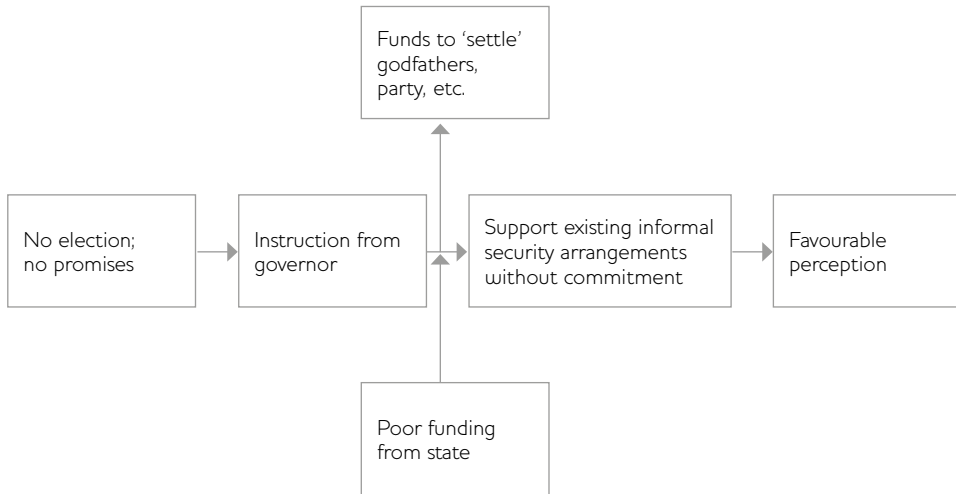 Funds to ‘settle’
godfathers,
party, etc.
No election;
no promises
Instruction from
governor
Support existing informal
security arrangements
without commitment
Favourable
perception
Poor funding
from state